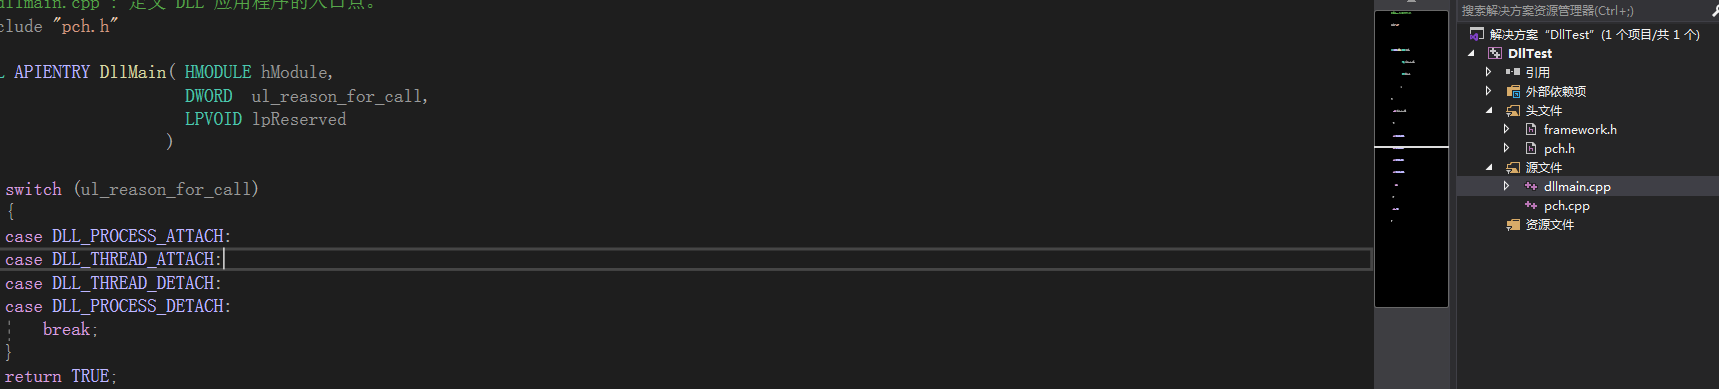 dllmain.cpp : 定义 DLL 应用程序的入口点。
clude "pch.h"
L APIENTRY DllMain( HMODULE hModule,
DWORD ul_reason_for_call,
LPVOID lpReserved
)
switch (ul_reason_for_call)
{
case DLL_PROCESS_ATTACH:
case DLL_THREAD_ATTACH:
case DLL_THREAD_DETACH:
case DLL_PROCESS_DETACH:
break;
}
return TRUE;
搜索解决方案资源管理器(Ctrl+;)
解决方案“DllTest”(1 个项目/共 1 个)
DllTest
引用
外部依赖项
头文件
framework.h
pch.h
源文件
dllmain.cpp
pch.cpp
资源文件